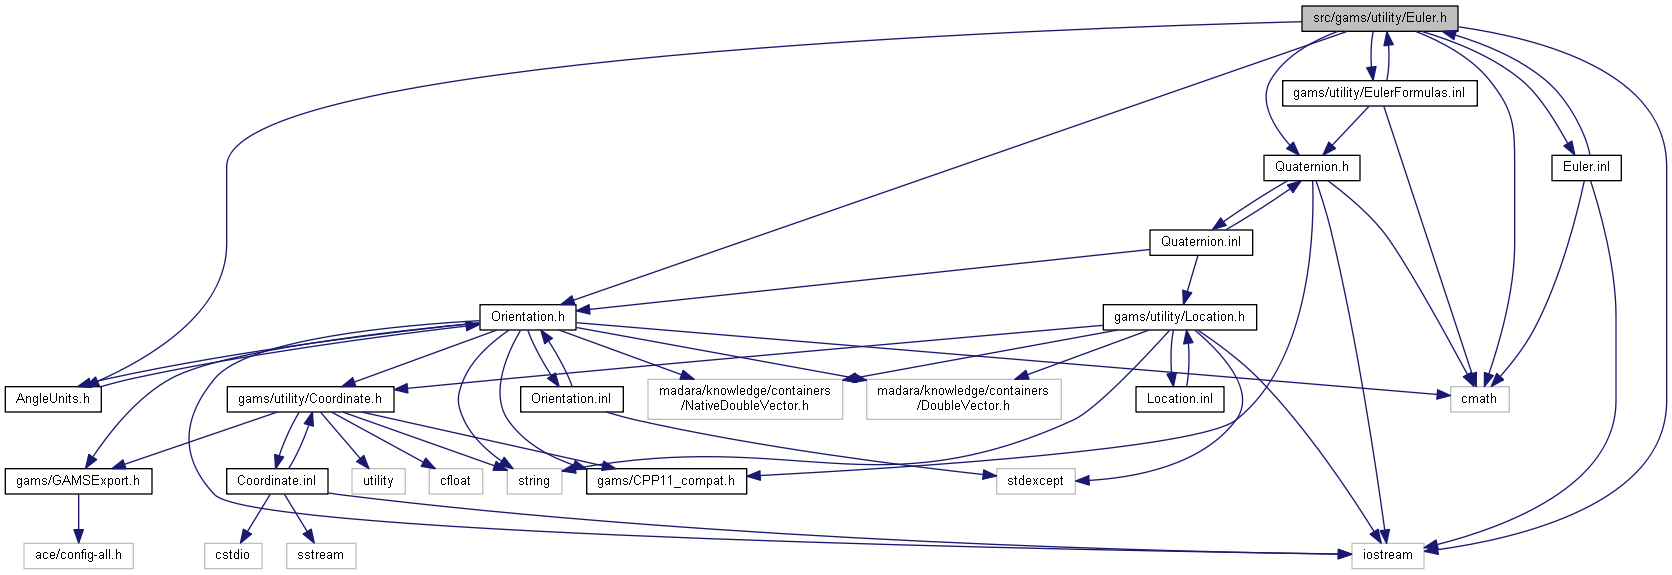 src/gams/utility/Euler.h
gams/utility/EulerFormulas.inl
Quaternion.h
Euler.inl
Quaternion.inl
Orientation.h
gams/utility/Location.h
AngleUnits.h
gams/utility/Coordinate.h
Orientation.inl
madara/knowledge/containers
/NativeDoubleVector.h
madara/knowledge/containers
/DoubleVector.h
Location.inl
cmath
gams/GAMSExport.h
Coordinate.inl
utility
cfloat
string
gams/CPP11_compat.h
stdexcept
ace/config-all.h
cstdio
sstream
iostream